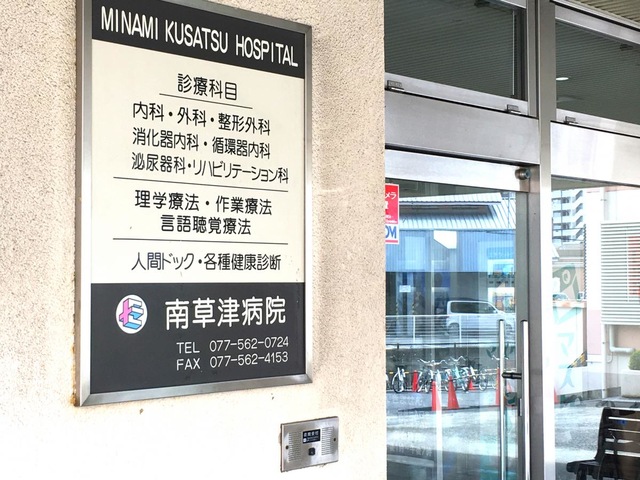 MINAMI KUSATSU HOSPITAL
診療科目
内科・外科・整形外科
消化器内科・循環器内科
泌尿器科・リハビリテーション科
理学療法・作業療法
言語聴覚療法
人間ドック・各種健康診断
南草津病院
TEL 077-562-0724
FAX 077-562-4153